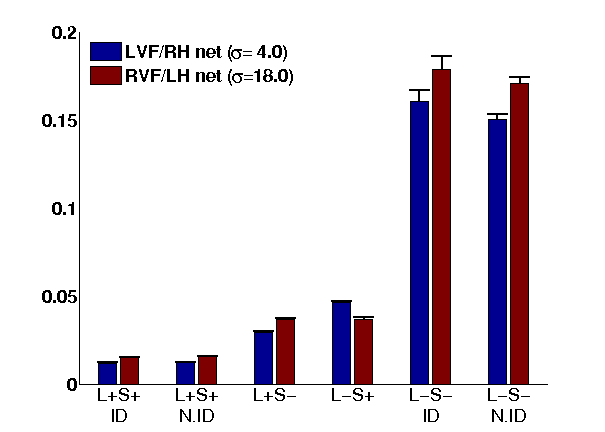 0.2
LVF/RH net (σ= 4.0)
RVF/LH net (σ=18.0)
0.15
0.1
0.05
0
L+S+ L+S+ L+S− L−S+ L−S− L−S−
ID N.ID ID N.ID